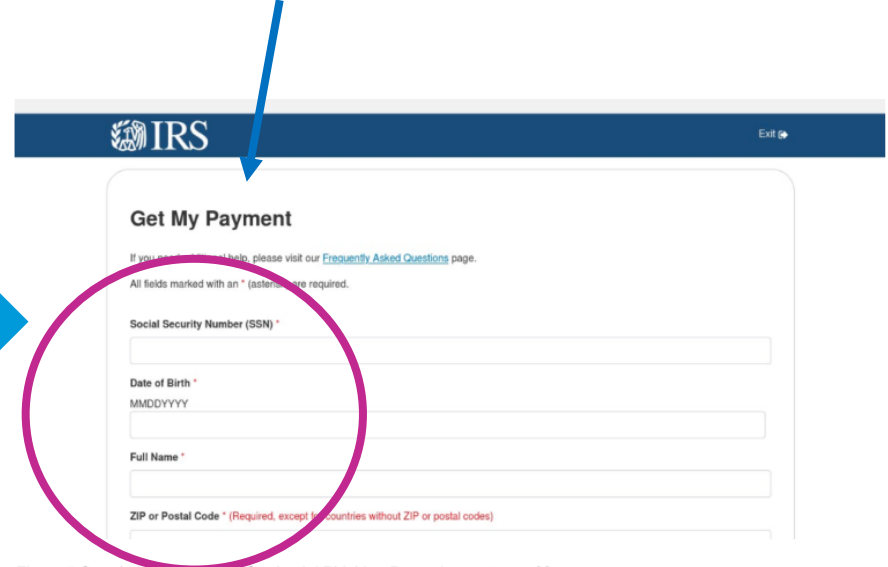 IRS
Exit
Get My Payment
If you need additional help, please visit our Frequently Asked Questions page.
All fields marked with an * (asterisk) are required.
Social Security Number (SSN) *
Date of Birth *
MMDDYYYY
Full Name *
ZIP or Postal Code * (Required, except for countries without ZIP or postal codes)